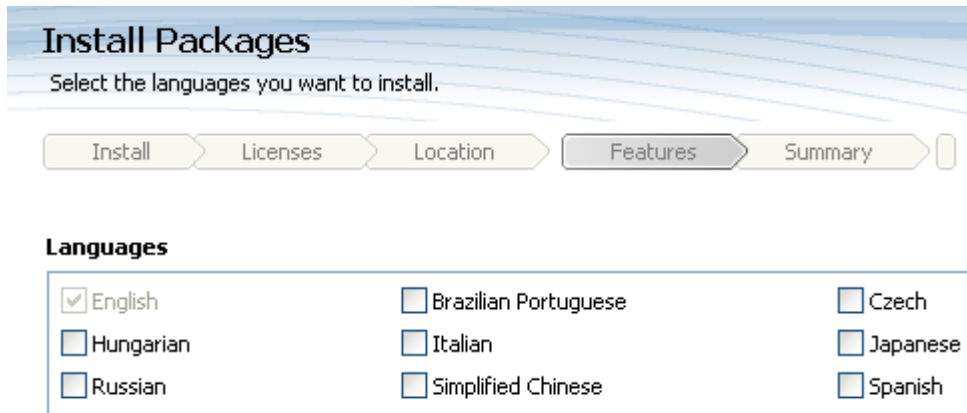 Install Packages
Select the languages you want to install.
Install Licenses Location Features Summary
Languages
English Brazilian Portuguese Czech
Hungarian Italian Japanese
Russian Simplified Chinese Spanish